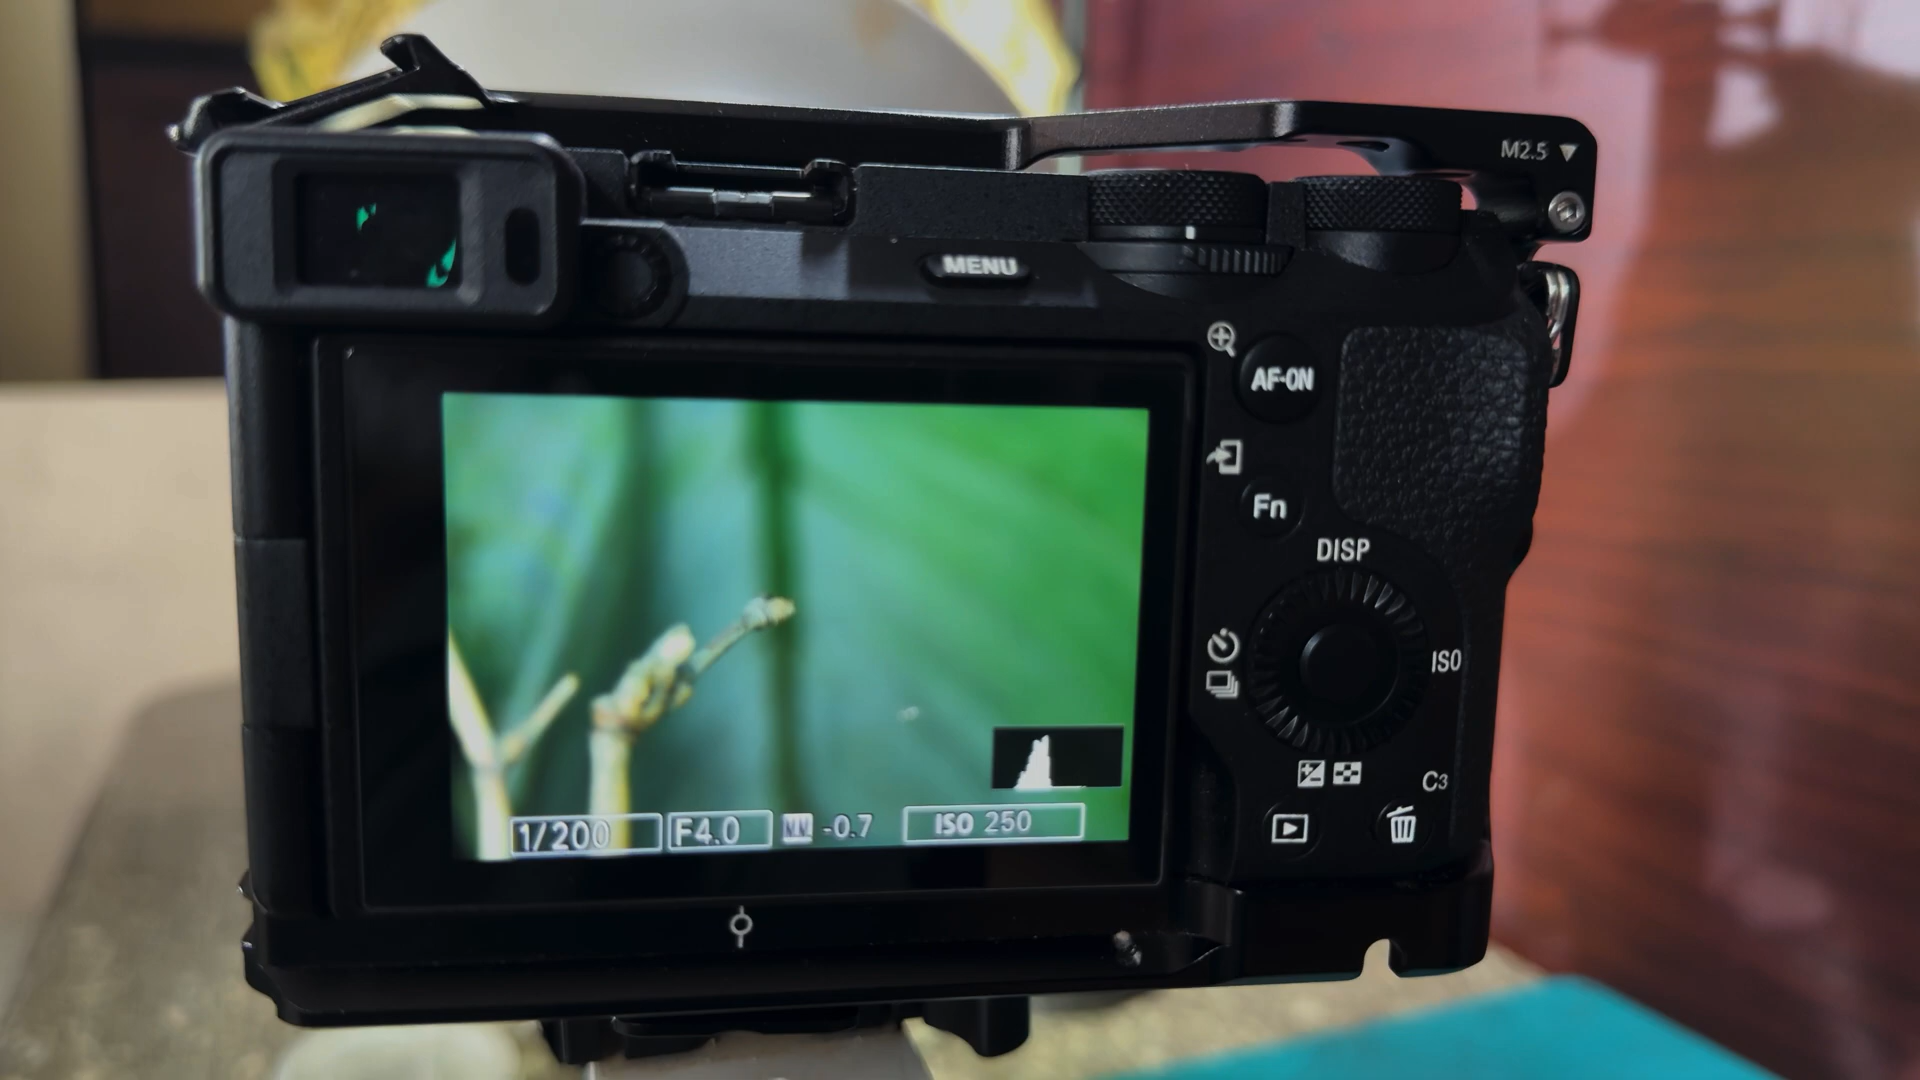 M2.5
MENU
AF-ON
Fn
DISP
ISO
C3
1/200 F4.0 -0.7 ISO 250